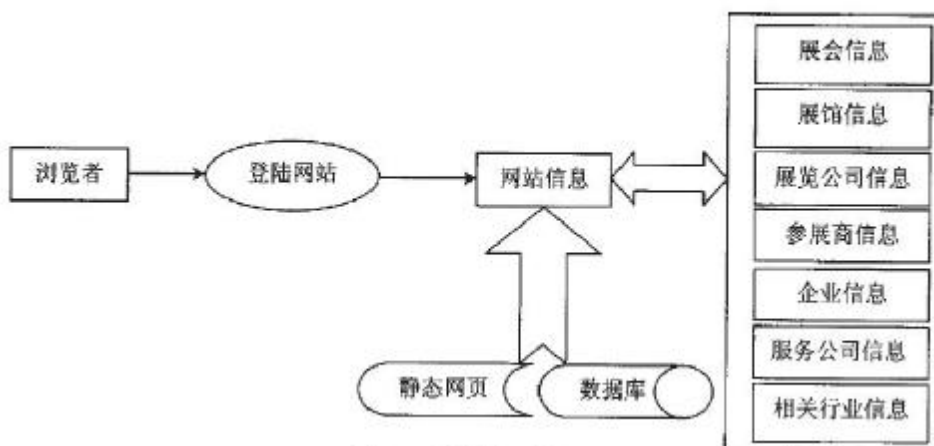 浏览者
登陆网站
网站信息
展会信息
展馆信息
展览公司信息
参展商信息
企业信息
服务公司信息
相关行业信息
静态网页
数据库